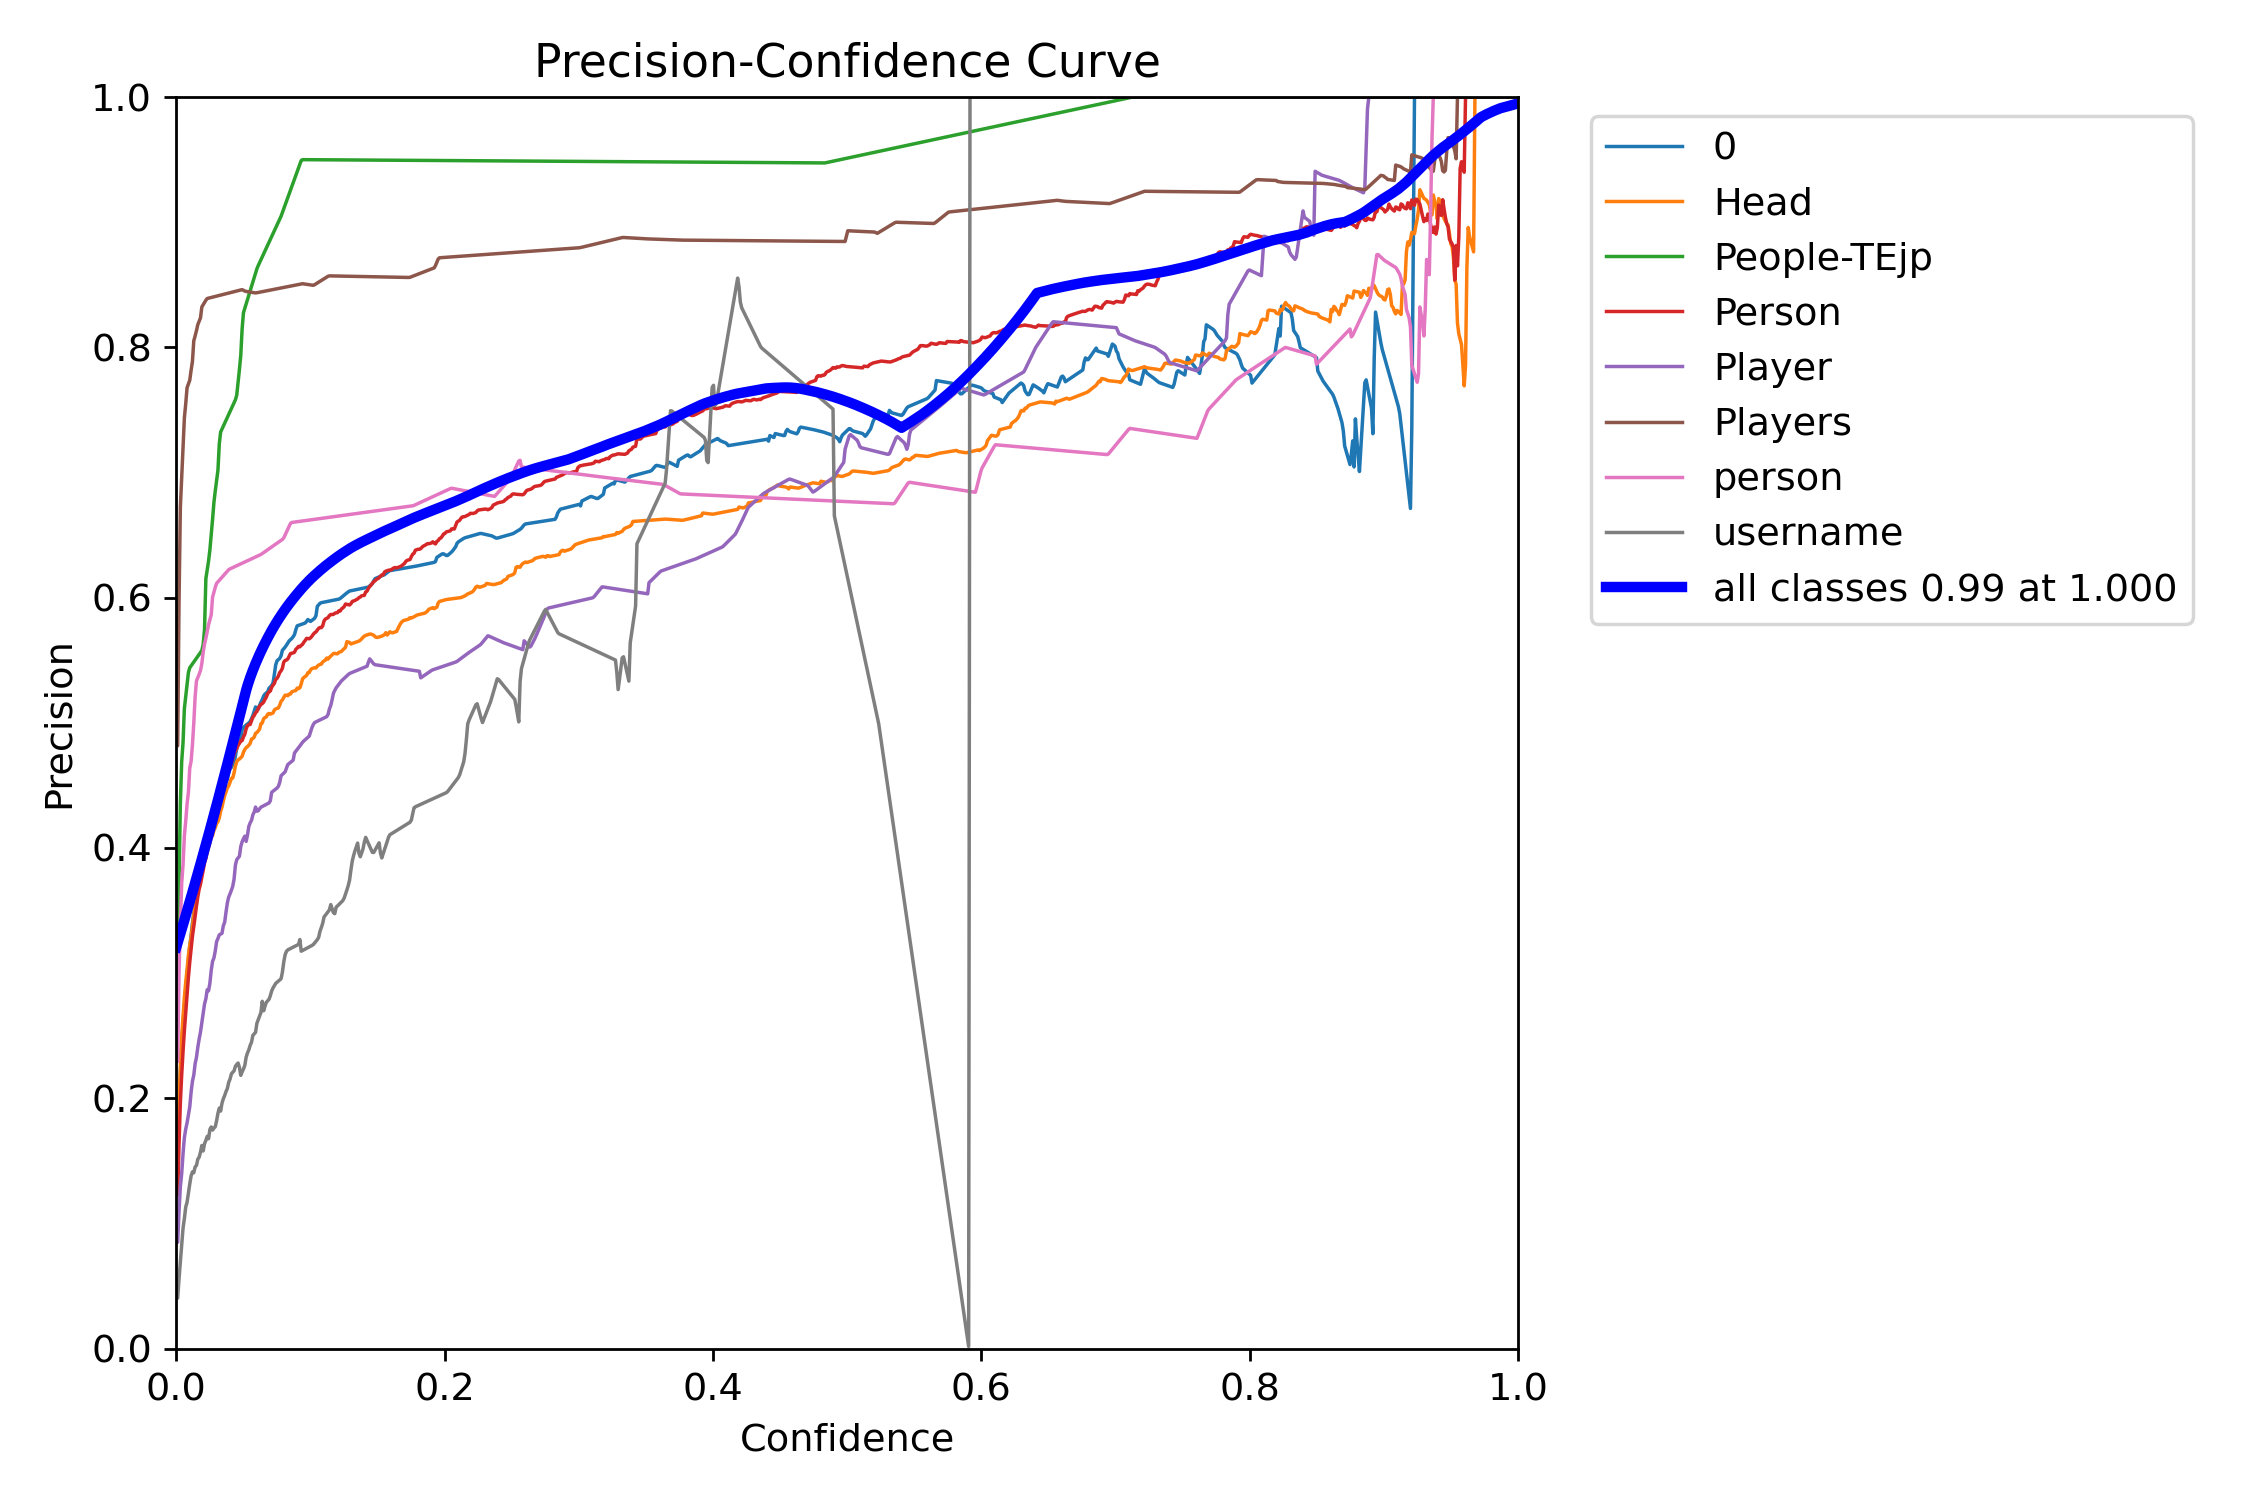 Precision-Confidence Curve
1.0
0.8
0.6
0.4
0.2
0.0
Precision
0.0 0.2 0.4 0.6 0.8 1.0
Confidence
0
Head
People-TEjp
Person
Player
Players
person
username
all classes 0.99 at 1.000